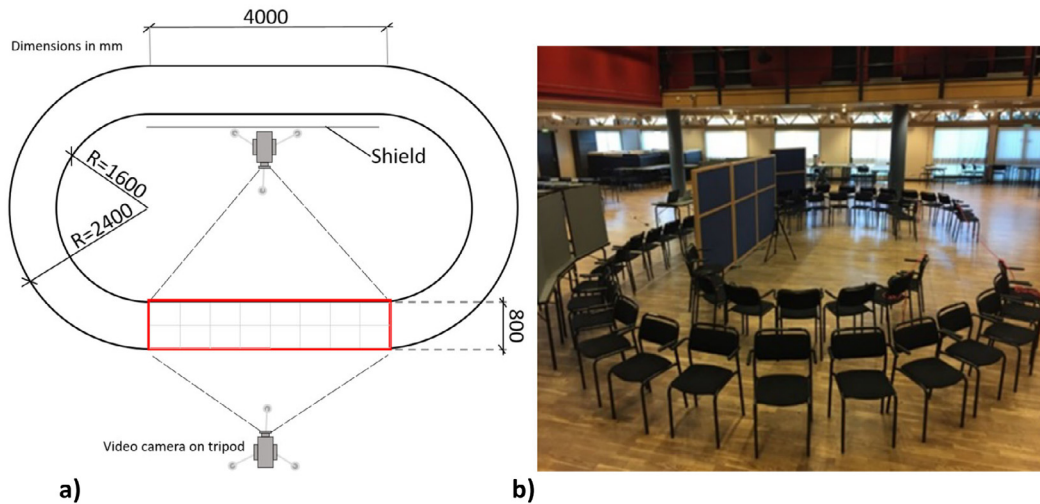 4000
Dimensions in mm
Shield
R=1600
R=2400
800
Video camera on tripod
a)
b)